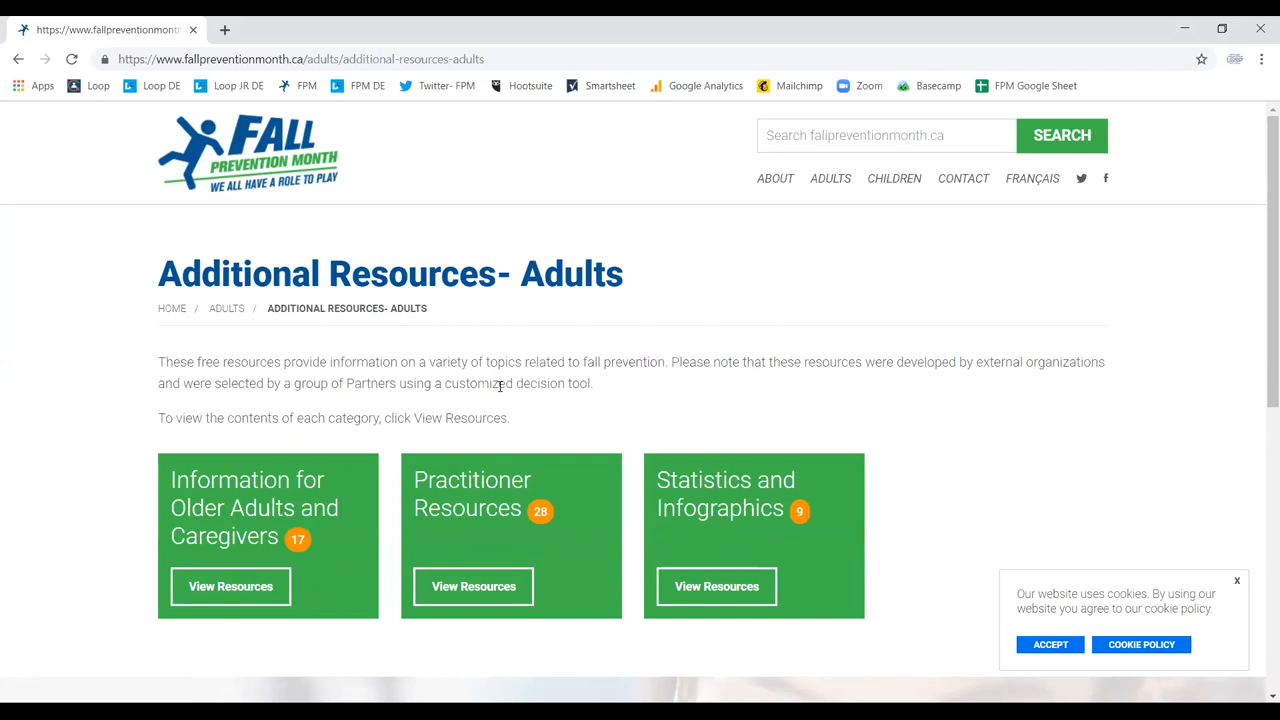 https://www.fallpreventionmonth
https://www.fallpreventionmonth.ca/adults/additional-resources-adults
Apps Loop Loop DE Loop JR DE FPM FPM DE Twitter- FPM Hootsuite Smartsheet Google Analytics Mailchimp Zoom Basecamp FPM Google Sheet
FALL
PREVENTION MONTH
WE ALL HAVE A ROLE TO PLAY
Search fallpreventionmonth.ca SEARCH
ABOUT ADULTS CHILDREN CONTACT FRANÇAIS
Additional Resources- Adults
HOME / ADULTS / ADDITIONAL RESOURCES- ADULTS
These free resources provide information on a variety of topics related to fall prevention. Please note that these resources were developed by external organizations
and were selected by a group of Partners using a customized decision tool.
To view the contents of each category, click View Resources.
Information for
Older Adults and
Caregivers 17
View Resources
Practitioner
Resources 28
View Resources
Statistics and
Infographics 9
View Resources
x
Our website uses cookies. By using our
website you agree to our cookie policy.
ACCEPT COOKIE POLICY